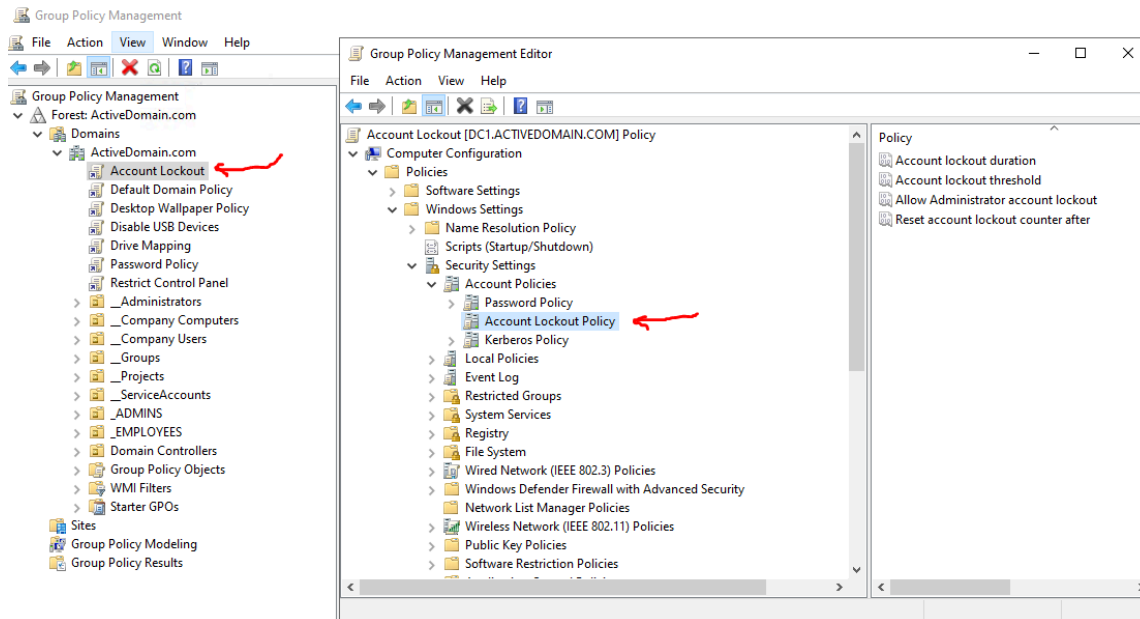 Group Policy Management
File Action View Window Help
Group Policy Management
Forest: ActiveDomain.com
Domains
ActiveDomain.com
Account Lockout
Default Domain Policy
Desktop Wallpaper Policy
Disable USB Devices
Drive Mapping
Password Policy
Restrict Control Panel
__Administrators
__Company Computers
__Company Users
__Groups
__Projects
__ServiceAccounts
_ADMINS
_EMPLOYEES
Domain Controllers
Group Policy Objects
WMI Filters
Starter GPOs
Sites
Group Policy Modeling
Group Policy Results
Group Policy Management Editor
File Action View Help
Account Lockout [DC1.ACTIVEDOMAIN.COM] Policy
Computer Configuration
Policies
Software Settings
Windows Settings
Name Resolution Policy
Scripts (Startup/Shutdown)
Security Settings
Account Policies
Password Policy
Account Lockout Policy
Kerberos Policy
Local Policies
Event Log
Restricted Groups
System Services
Registry
File System
Wired Network (IEEE 802.3) Policies
Windows Defender Firewall with Advanced Security
Network List Manager Policies
Wireless Network (IEEE 802.11) Policies
Public Key Policies
Software Restriction Policies
Policy
Account lockout duration
Account lockout threshold
Allow Administrator account lockout
Reset account lockout counter after